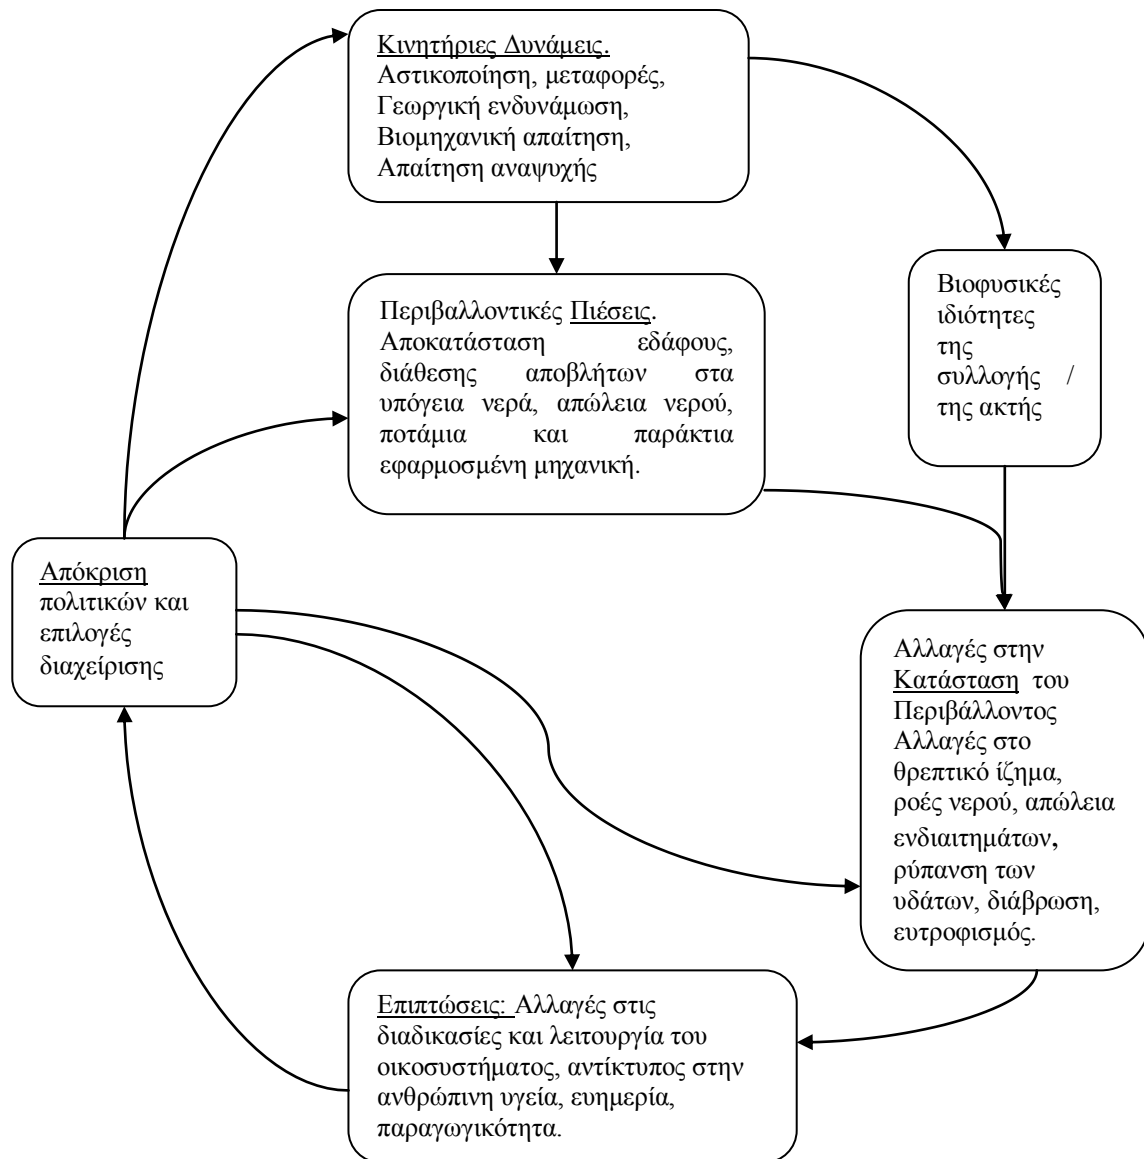 Κινητήριες Δυνάμεις.
Αστικοποίηση, μεταφορές,
Γεωργική ενδυνάμωση,
Βιομηχανική απαίτηση,
Απαίτηση αναψυχής
Περιβαλλοντικές Πιέσεις.
Αποκατάσταση εδάφους,
διάθεσης αποβλήτων στα
υπόγεια νερά, απώλεια νερού,
ποτάμια και παράκτια
εφαρμοσμένη μηχανική.
Βιοφυσικές
ιδιότητες
της
συλλογής /
της ακτής
Απόκριση
πολιτικών και
επιλογές
διαχείρισης
Αλλαγές στην
Κατάσταση του
Περιβάλλοντος
Αλλαγές στο
θρεπτικό ίζημα,
ροές νερού, απώλεια
ενδιαιτημάτων,
ρύπανση των
υδάτων, διάβρωση,
ευτροφισμός.
Επιπτώσεις: Αλλαγές στις
διαδικασίες και λειτουργία του
οικοσυστήματος, αντίκτυπος στην
ανθρώπινη υγεία, ευημερία,
παραγωγικότητα.